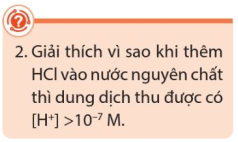 2. Giải thích vì sao khi thêm
HCl vào nước nguyên chất
thì dung dịch thu được có
[H⁺] >10⁻⁷ M.